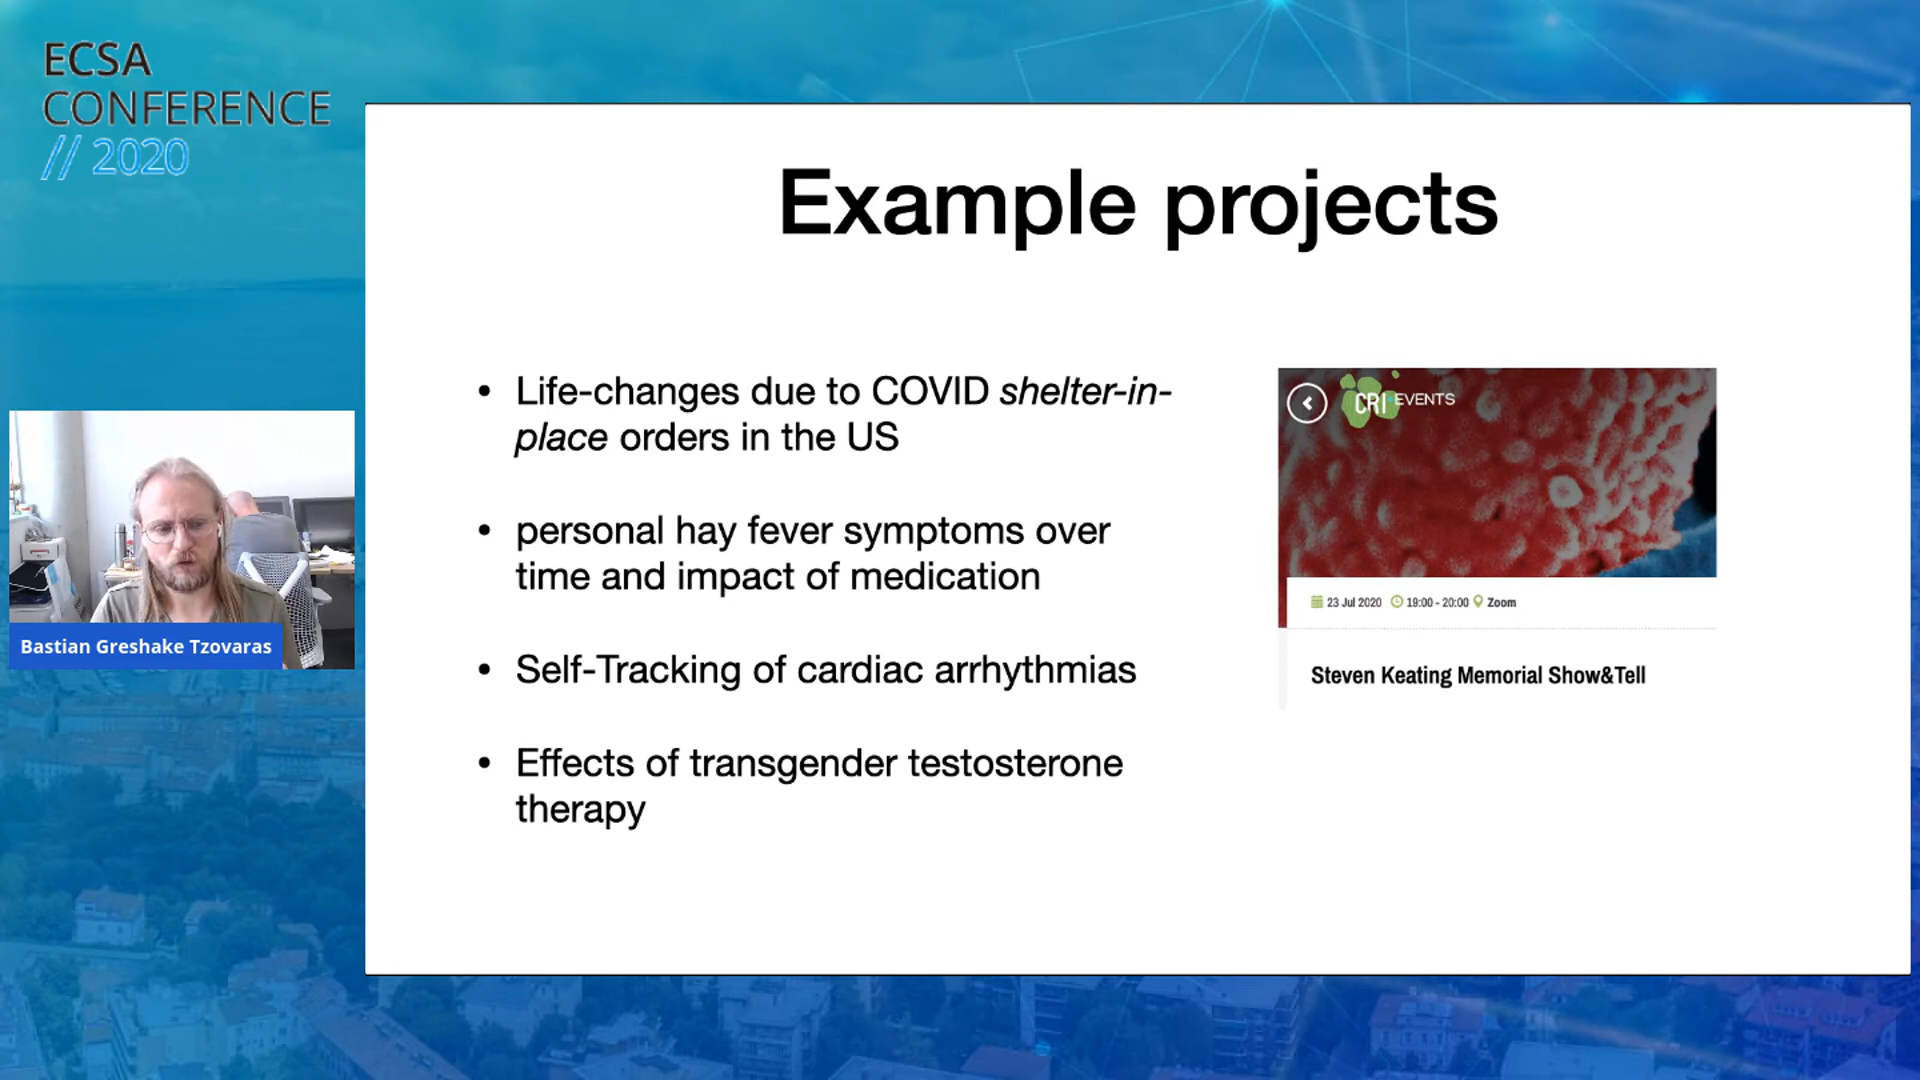 ECSA
CONFERENCE
// 2020
Example projects
• Life-changes due to COVID shelter-in-
place orders in the US
• personal hay fever symptoms over
time and impact of medication
• Self-Tracking of cardiac arrhythmias
• Effects of transgender testosterone
therapy
CRI EVENTS
23 Jul 2020 19:00 - 20:00 Zoom
Steven Keating Memorial Show&Tell
Bastian Greshake Tzovaras